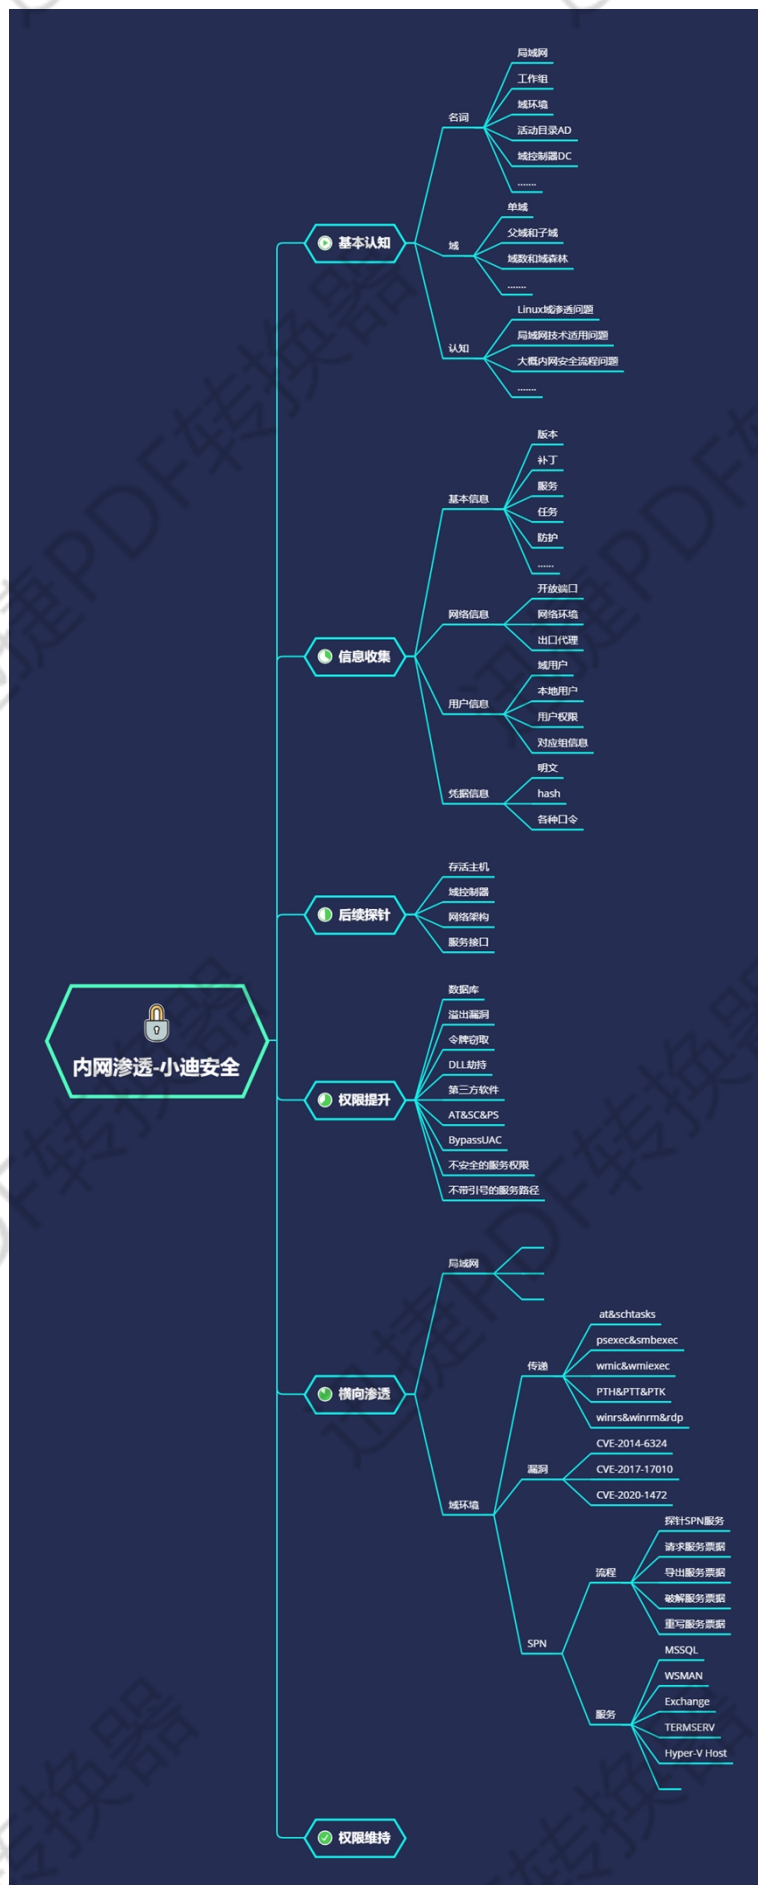 内网渗透-小迪安全
基本认知
名词
局域网
工作组
域环境
活动目录AD
域控制器DC
.......
域
单域
父域和子域
域数和域森林
.......
认知
Linux域渗透问题
局域网技术适用问题
大概内网安全流程问题
.......
信息收集
基本信息
版本
补丁
服务
任务
防护
......
网络信息
开放端口
网络环境
出口代理
用户信息
域用户
本地用户
用户权限
对应组信息
凭据信息
明文
hash
各种口令
后续探针
存活主机
域控制器
网络架构
服务接口
权限提升
数据库
溢出漏洞
令牌窃取
DLL劫持
第三方软件
AT&SC&PS
BypassUAC
不安全的服务权限
不带引号的服务路径
横向渗透
局域网
域环境
传递
at&schtasks
psexec&smbexec
wmic&wmiexec
PTH&PTT&PTK
winrs&winrm&rdp
漏洞
CVE-2014-6324
CVE-2017-17010
CVE-2020-1472
SPN
流程
探针SPN服务
请求服务票据
导出服务票据
破解服务票据
重写服务票据
服务
MSSQL
WSMAN
Exchange
TERMSERV
Hyper-V Host
权限维持
迅捷PDF转换器